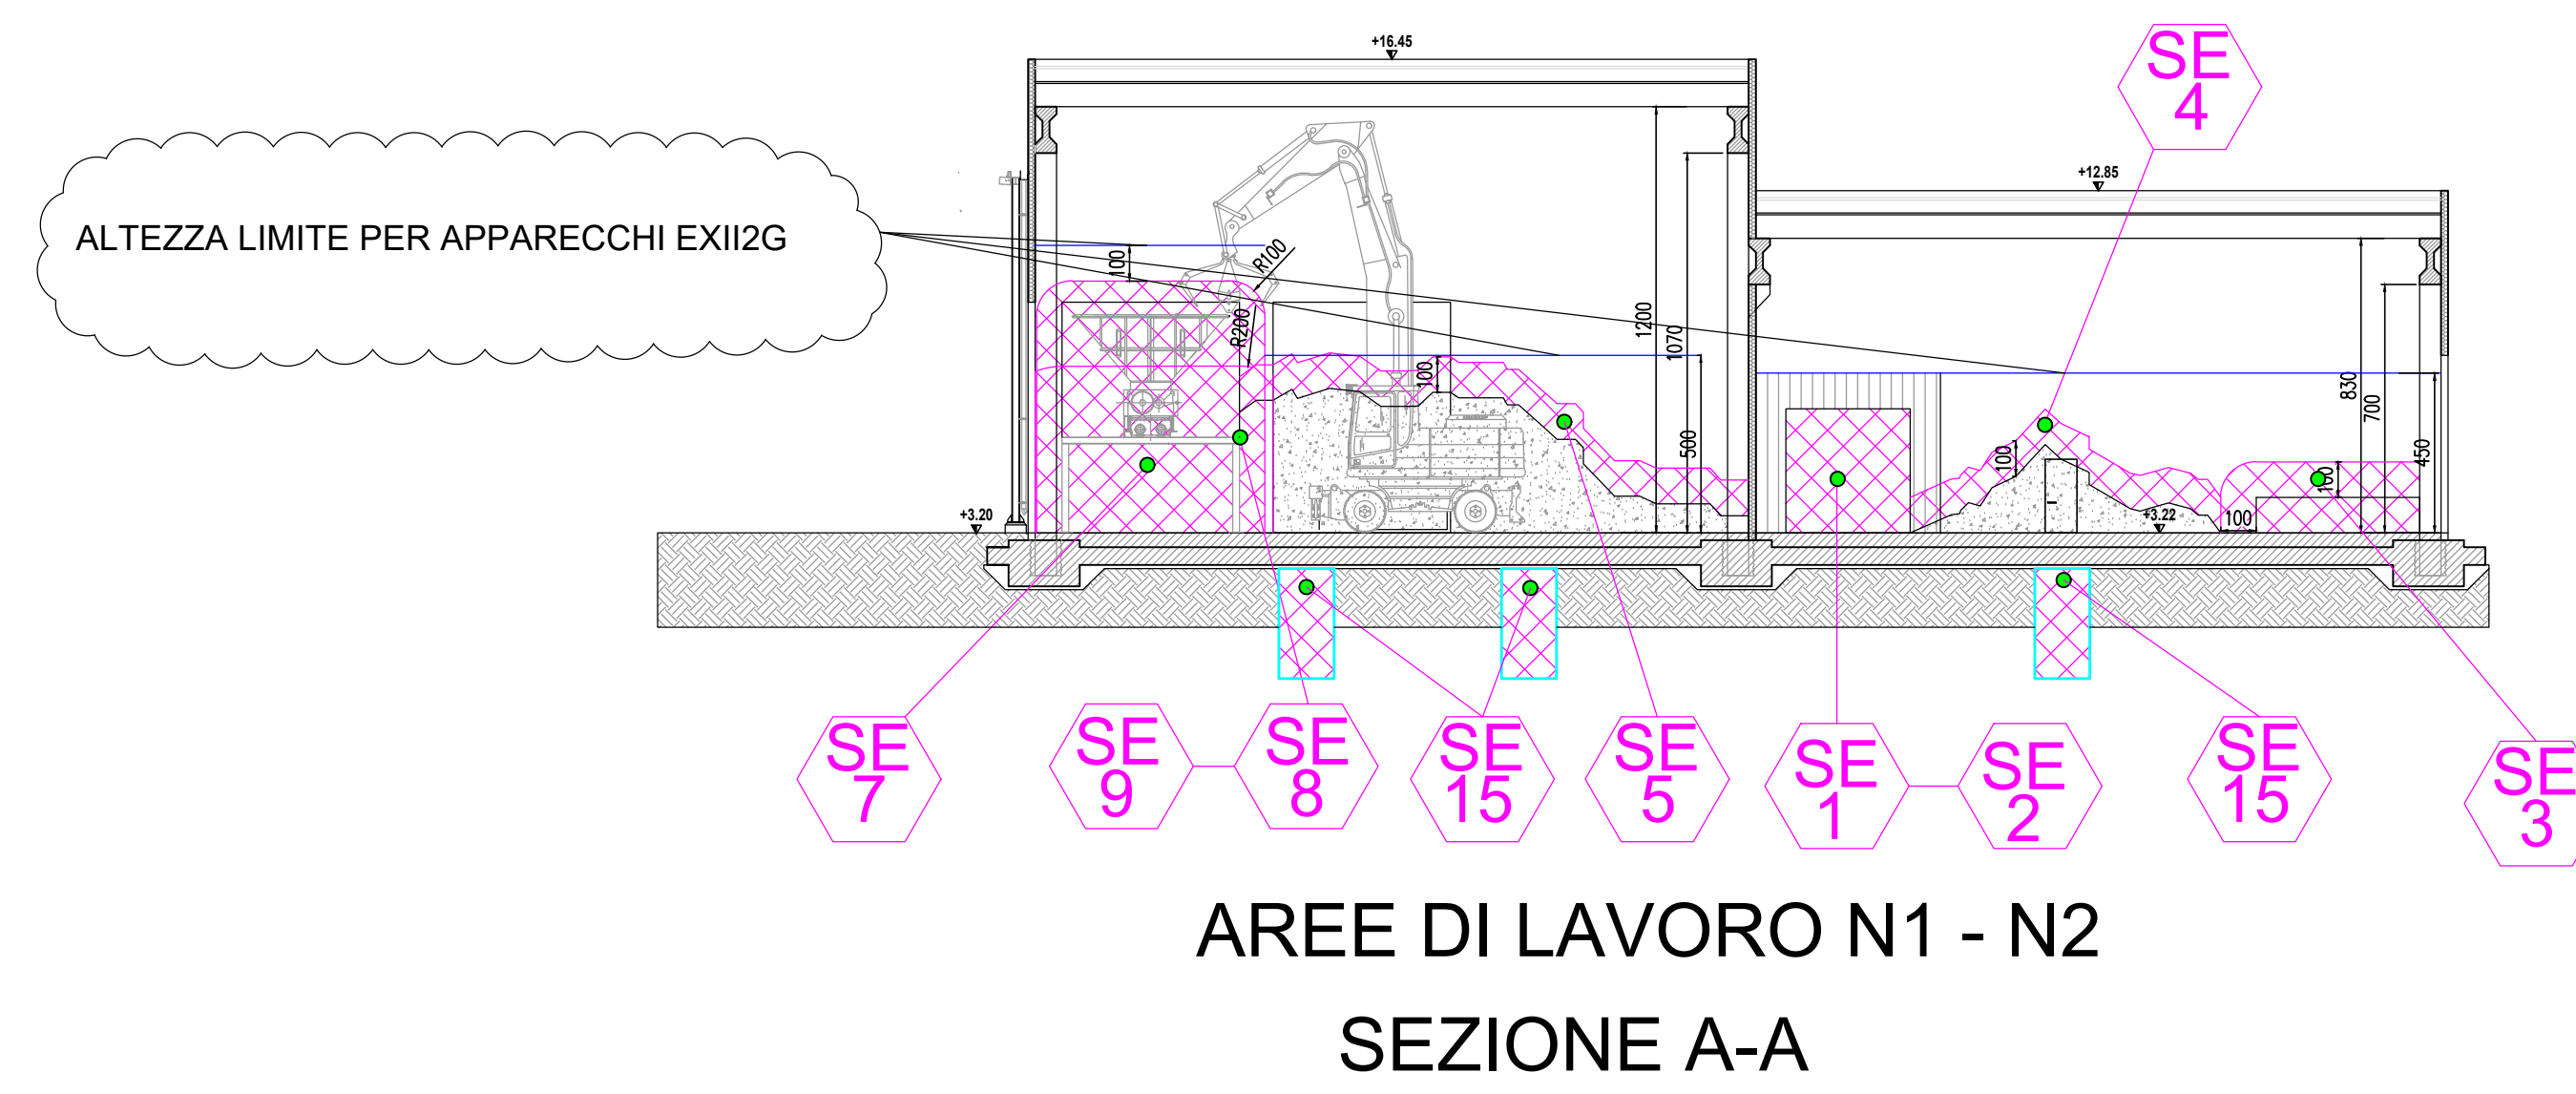 +16.45
SE
4
+12.85
ALTEZZA LIMITE PER APPARECCHI EXII2G
100
R100
R200
1200
1070
100
500
830
700
450
100
100
100
+3.20
+3.22
SE
7
SE
9
SE
8
SE
15
SE
5
SE
1
SE
2
SE
15
SE
3
AREE DI LAVORO N1 - N2
SEZIONE A-A